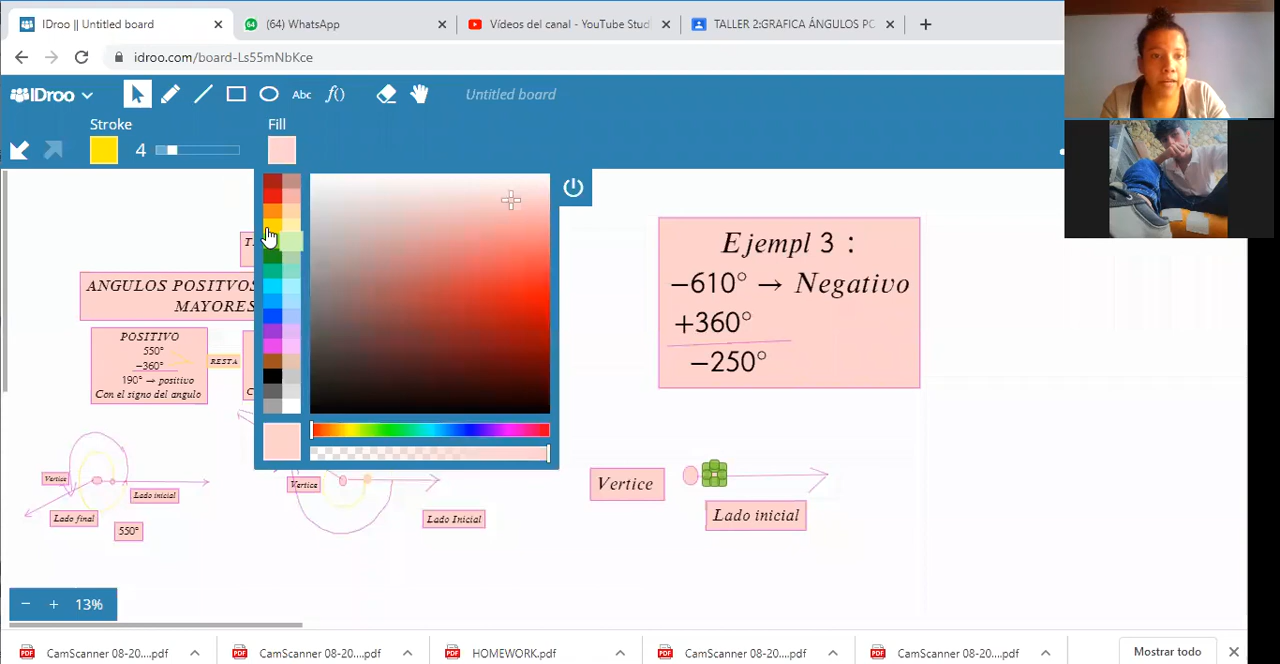 IDroo || Untitled board
(64) WhatsApp
Vídeos del canal - YouTube Stud
TALLER 2:GRAFICA ÁNGULOS PO
idroo.com/board-Ls55mNbKce
IDroo
Abc
f()
Untitled board
Stroke
4
Fill
ANGULOS POSITVOS
MAYORES
POSITIVO
550°
−360°
190° → positivo
Con el signo del angulo
RESTA
Ejempl 3 :
−610° → Negativo
+360°
−250°
Vertice
Lado inicial
Lado final
550°
Vertice
Lado Inicial
Vertice
Lado inicial
13%
CamScanner 08-20....pdf
CamScanner 08-20....pdf
HOMEWORK.pdf
CamScanner 08-20....pdf
CamScanner 08-20....pdf
Mostrar todo